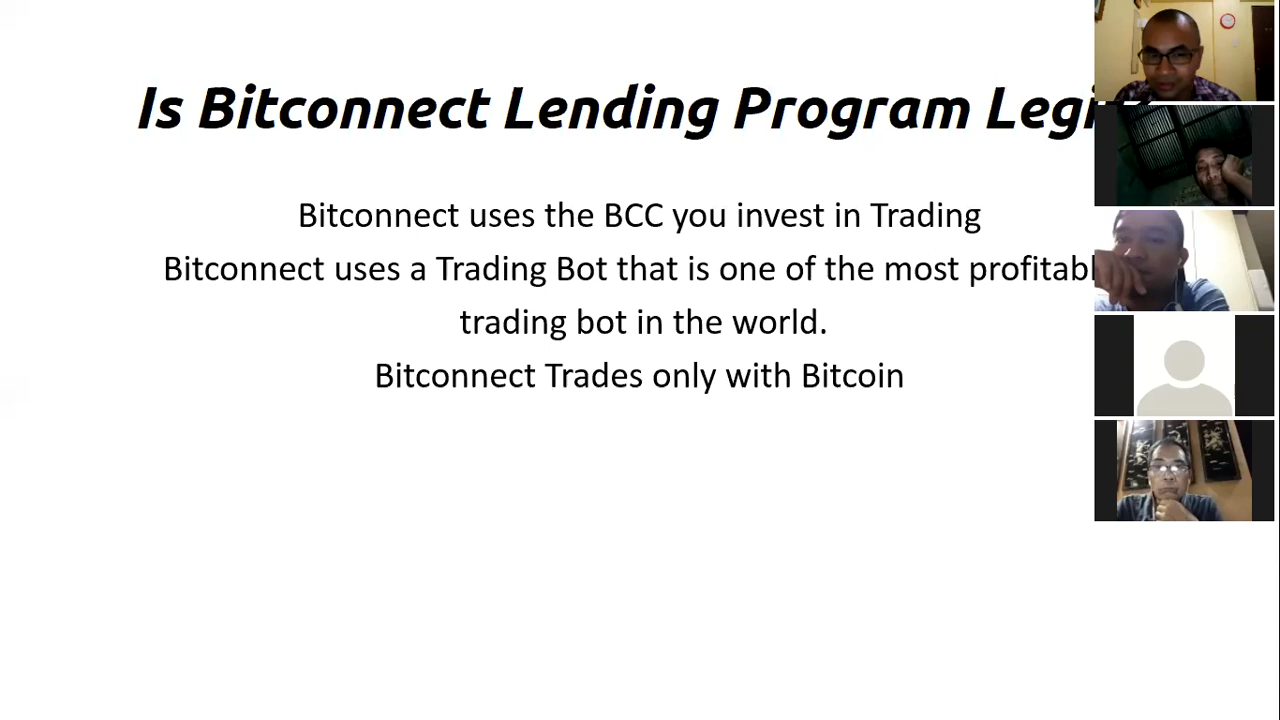 Is Bitconnect Lending Program Legit?
Bitconnect uses the BCC you invest in Trading
Bitconnect uses a Trading Bot that is one of the most profitabl
trading bot in the world.
Bitconnect Trades only with Bitcoin